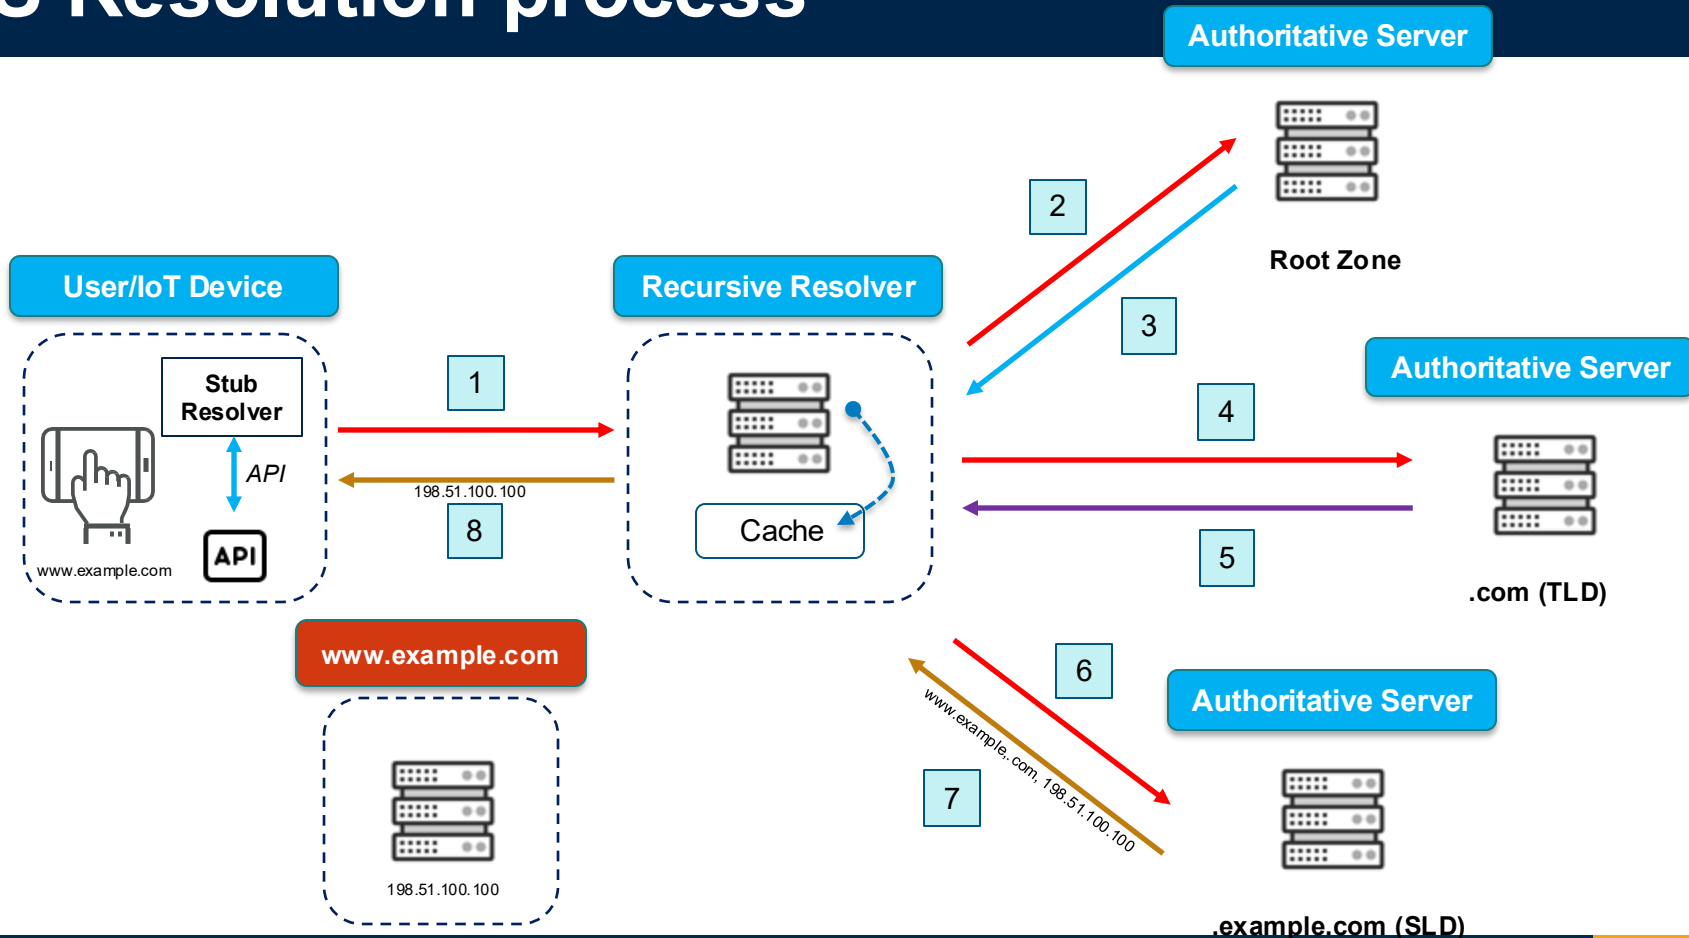 S Resolution process
Authoritative Server
Root Zone
2
3
User/IoT Device
Stub
Resolver
API
API
www.example.com
1
198.51.100.100
8
Recursive Resolver
Cache
Authoritative Server
4
5
.com (TLD)
www.example.com
198.51.100.100
6
www.example,.com, 198.51.100.100
7
Authoritative Server
.example.com (SLD)